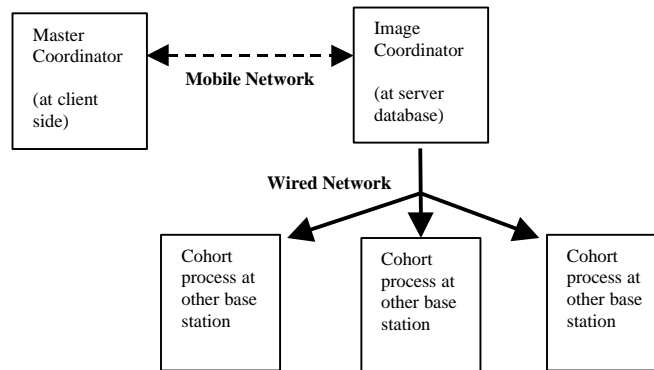 Master
Coordinator
(at client
side)
Mobile Network
Image
Coordinator
(at server
database)
Wired Network
Cohort
process at
other base
station
Cohort
process at
other base
station
Cohort
process at
other base
station